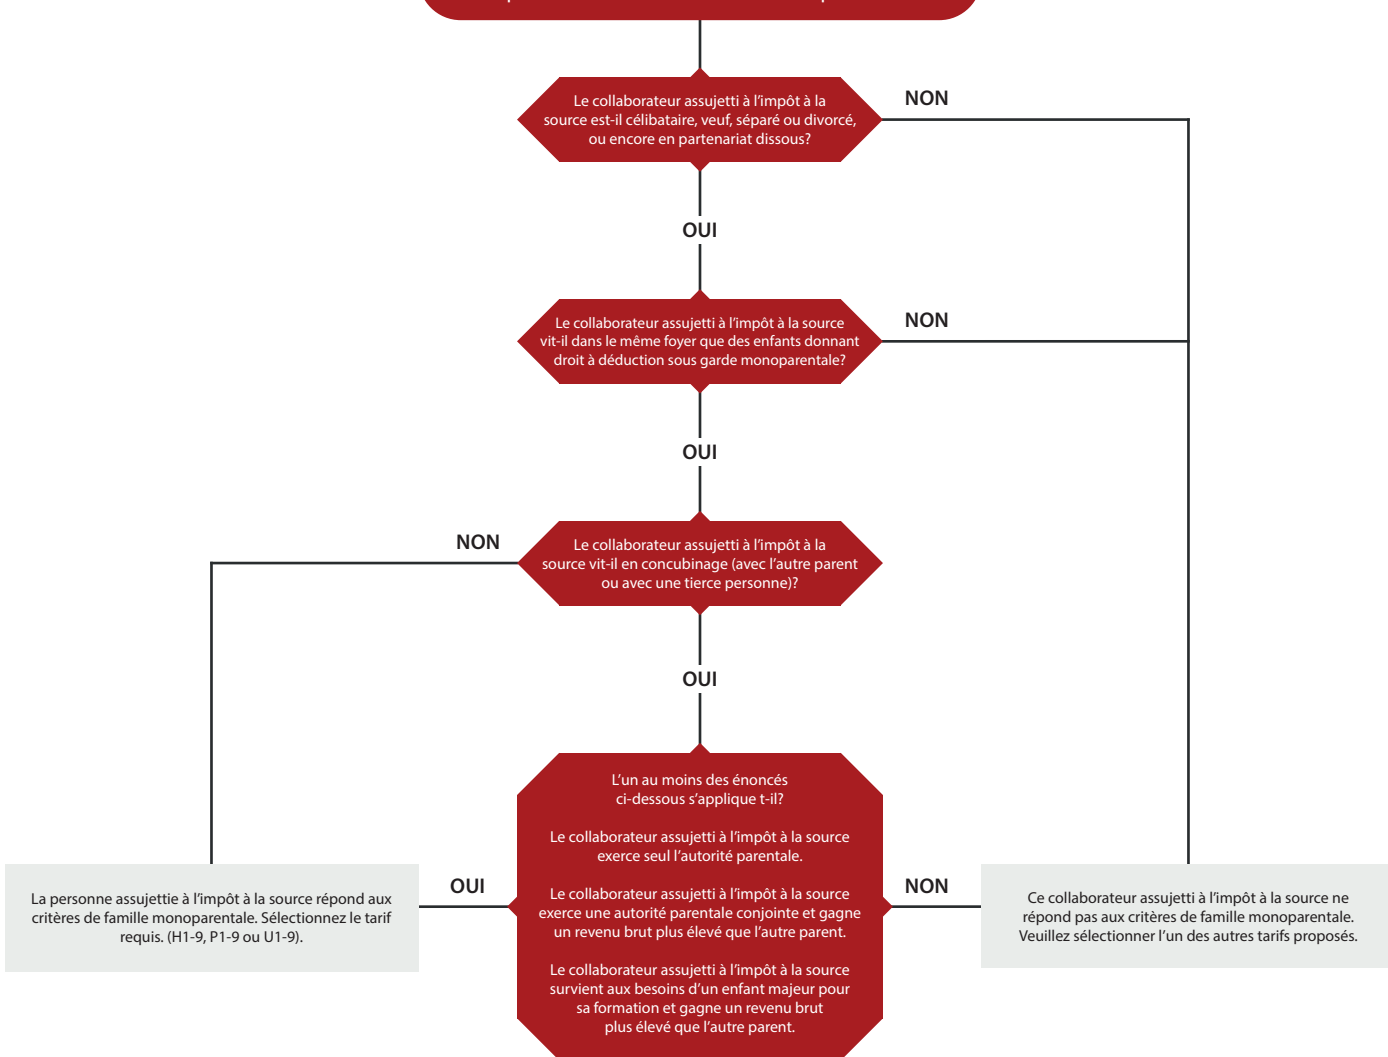 Le collaborateur assujetti à l'impôt à la
source est-il célibataire, veuf, séparé ou divorcé,
ou encore en partenariat dissous?
NON
OUI
Le collaborateur assujetti à l'impôt à la source
vit-il dans le même foyer que des enfants donnant
droit à déduction sous garde monoparentale?
NON
OUI
NON
Le collaborateur assujetti à l'impôt à la
source vit-il en concubinage (avec l'autre parent
ou avec une tierce personne)?
OUI
L'un au moins des énoncés
ci-dessous s'applique t-il?
Le collaborateur assujetti à l'impôt à la source
exerce seul l'autorité parentale.
Le collaborateur assujetti à l'impôt à la source
exerce une autorité parentale conjointe et gagne
un revenu brut plus élevé que l'autre parent.
Le collaborateur assujetti à l'impôt à la source
survient aux besoins d'un enfant majeur pour
sa formation et gagne un revenu brut
plus élevé que l'autre parent.
OUI
La personne assujettie à l'impôt à la source répond aux
critères de famille monoparentale. Sélectionnez le tarif
requis. (H1-9, P1-9 ou U1-9).
NON
Ce collaborateur assujetti à l'impôt à la source ne
répond pas aux critères de famille monoparentale.
Veuillez sélectionner l'un des autres tarifs proposés.